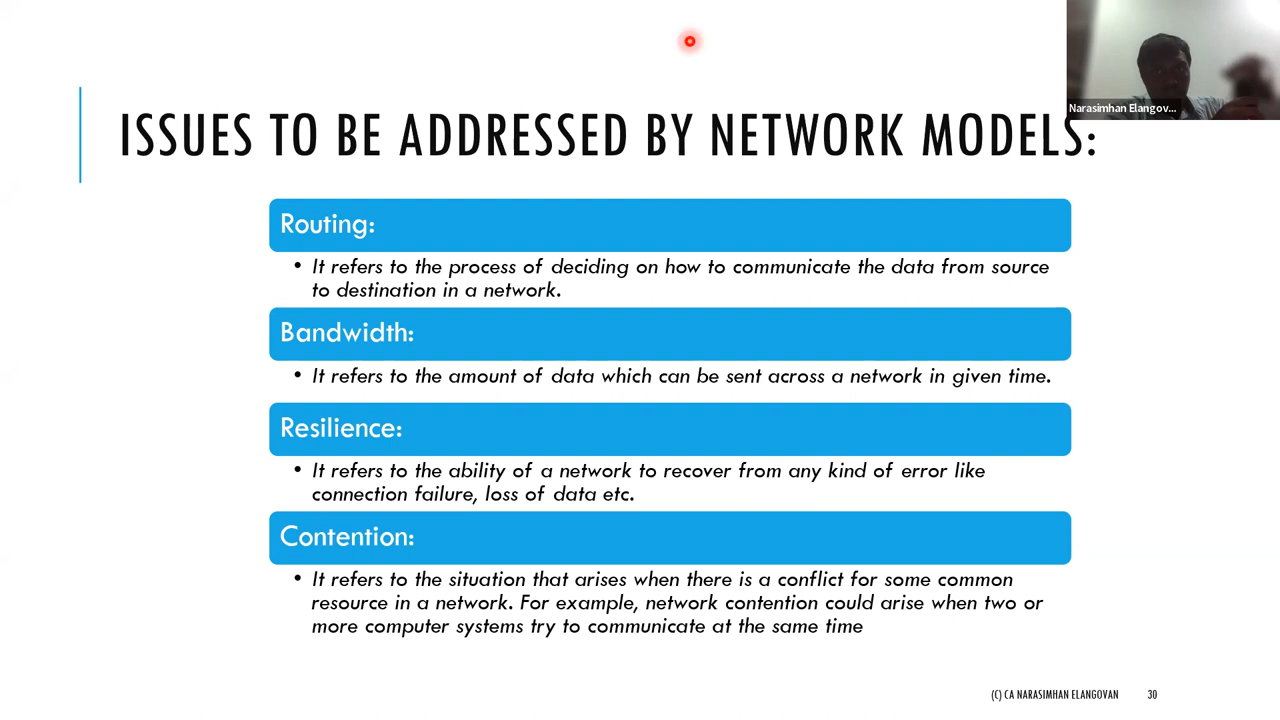 Narasimhan Elangov...
ISSUES TO BE ADDRESSED BY NETWORK MODELS:
Routing:
• It refers to the process of deciding on how to communicate the data from source
to destination in a network.
Bandwidth:
• It refers to the amount of data which can be sent across a network in given time.
Resilience:
• It refers to the ability of a network to recover from any kind of error like
connection failure, loss of data etc.
Contention:
• It refers to the situation that arises when there is a conflict for some common
resource in a network. For example, network contention could arise when two or
more computer systems try to communicate at the same time
(C) CA NARASIMHAN ELANGOVAN 30